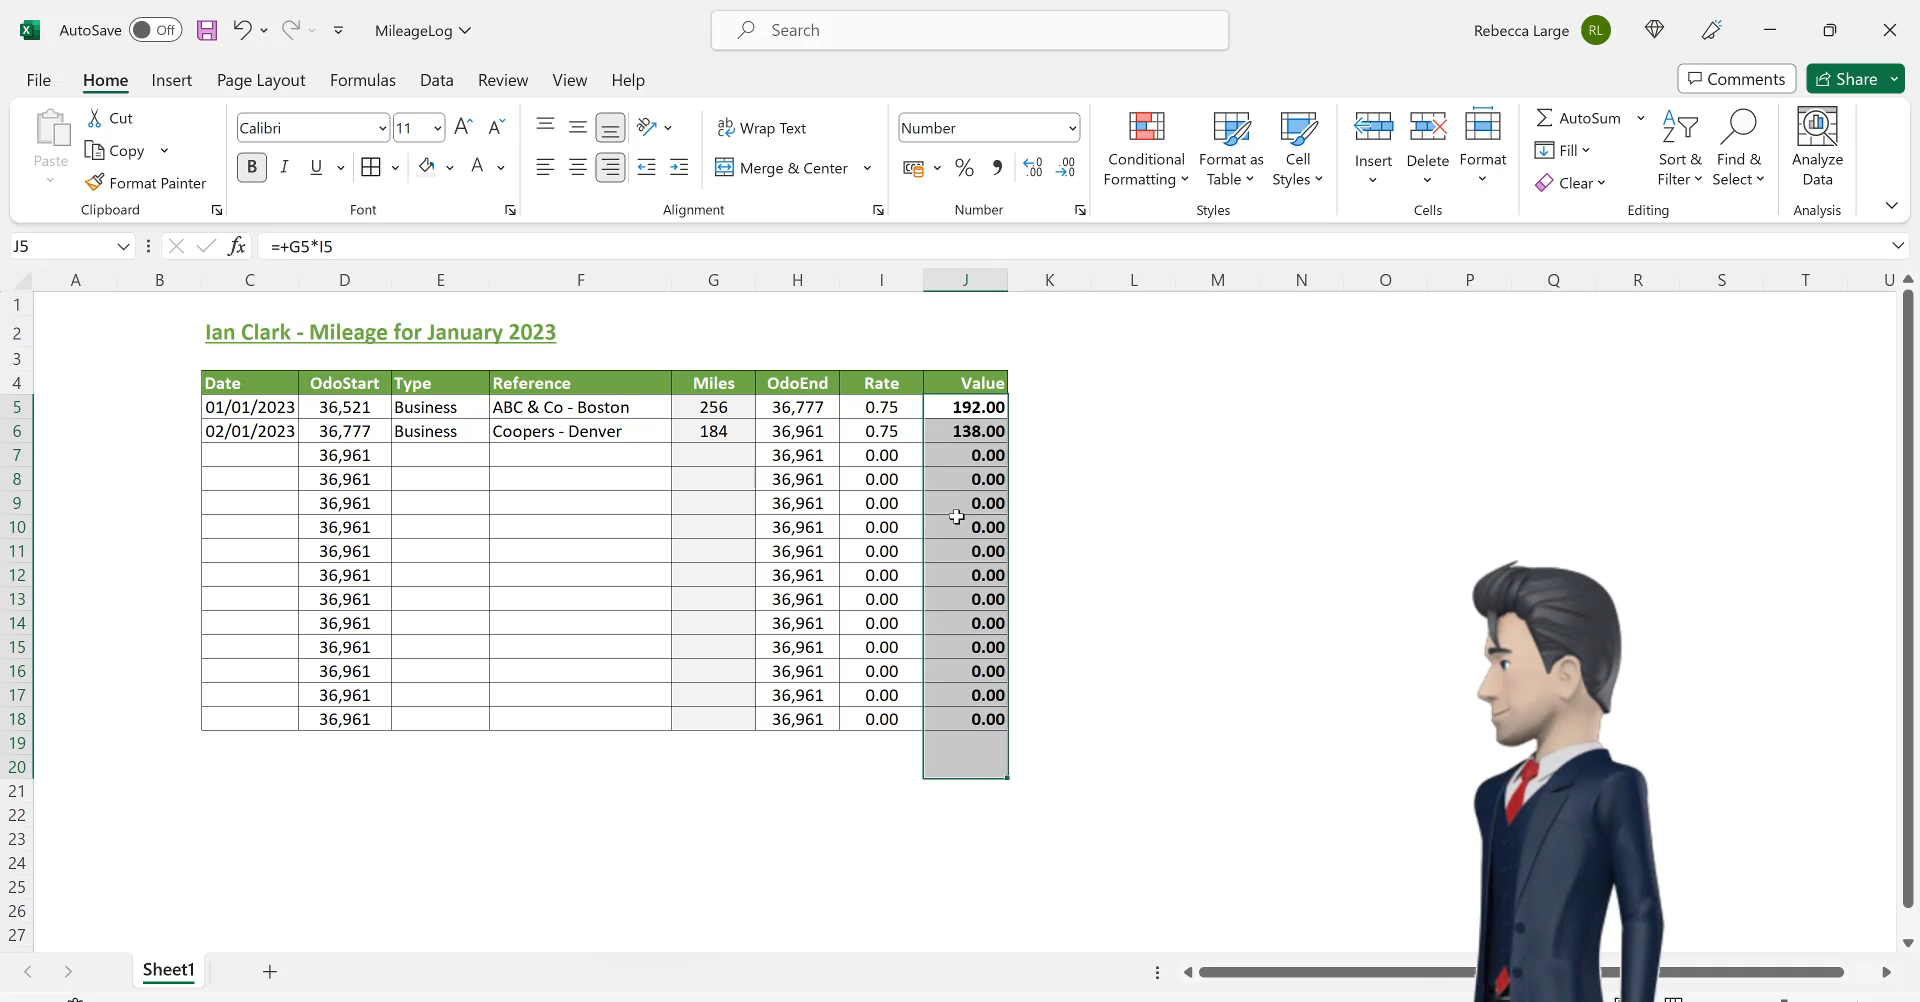 AutoSave Off MileageLog Search Rebecca Large RL
File Home Insert Page Layout Formulas Data Review View Help Comments Share
Paste
Cut
Copy
Format Painter
Clipboard
Calibri 11
B I U A
Font
Wrap Text
Merge & Center
Alignment
Number
% 9
Number
Conditional Formatting
Format as Table
Cell Styles
Styles
Insert Delete Format
Cells
AutoSum
Fill
Clear
Sort & Filter
Find & Select
Editing
Analyze Data
Analysis
J5 fx =+G5*I5
A B C D E F G H I J K L M N O P Q R S T U
1
2 Ian Clark - Mileage for January 2023
3
4 Date OdoStart Type Reference Miles OdoEnd Rate Value
5 01/01/2023 36,521 Business ABC & Co - Boston 256 36,777 0.75 192.00
6 02/01/2023 36,777 Business Coopers - Denver 184 36,961 0.75 138.00
7 36,961 36,961 0.00 0.00
8 36,961 36,961 0.00 0.00
9 36,961 36,961 0.00 0.00
10 36,961 36,961 0.00 0.00
11 36,961 36,961 0.00 0.00
12 36,961 36,961 0.00 0.00
13 36,961 36,961 0.00 0.00
14 36,961 36,961 0.00 0.00
15 36,961 36,961 0.00 0.00
16 36,961 36,961 0.00 0.00
17 36,961 36,961 0.00 0.00
18 36,961 36,961 0.00 0.00
19
20
21
22
23
24
25
26
27
Sheet1